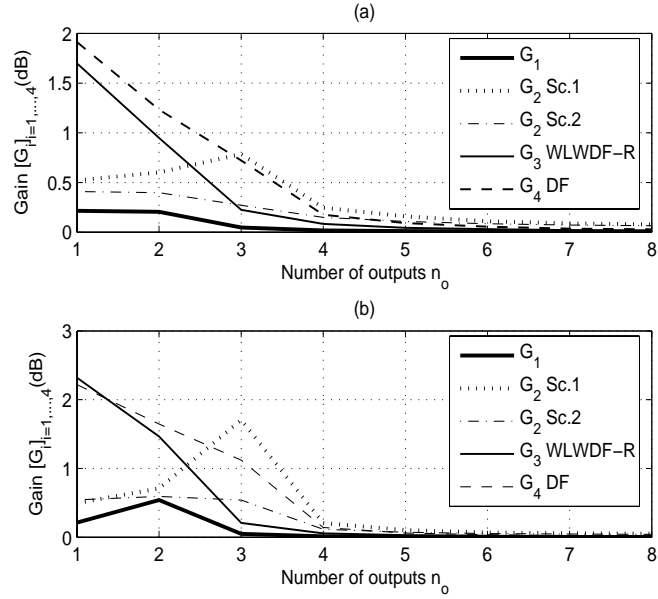 (a)
2
1.5
1
0.5
0
Gain [G_i]_{i=1,...,4}(dB)
G_1
G_2 Sc.1
G_2 Sc.2
G_3 WLWDF−R
G_4 DF
1 2 3 4 5 6 7 8
Number of outputs n_o
(b)
3
2
1
0
Gain [G_i]_{i=1,...,4}(dB)
G_1
G_2 Sc.1
G_2 Sc.2
G_3 WLWDF−R
G_4 DF
1 2 3 4 5 6 7 8
Number of outputs n_o